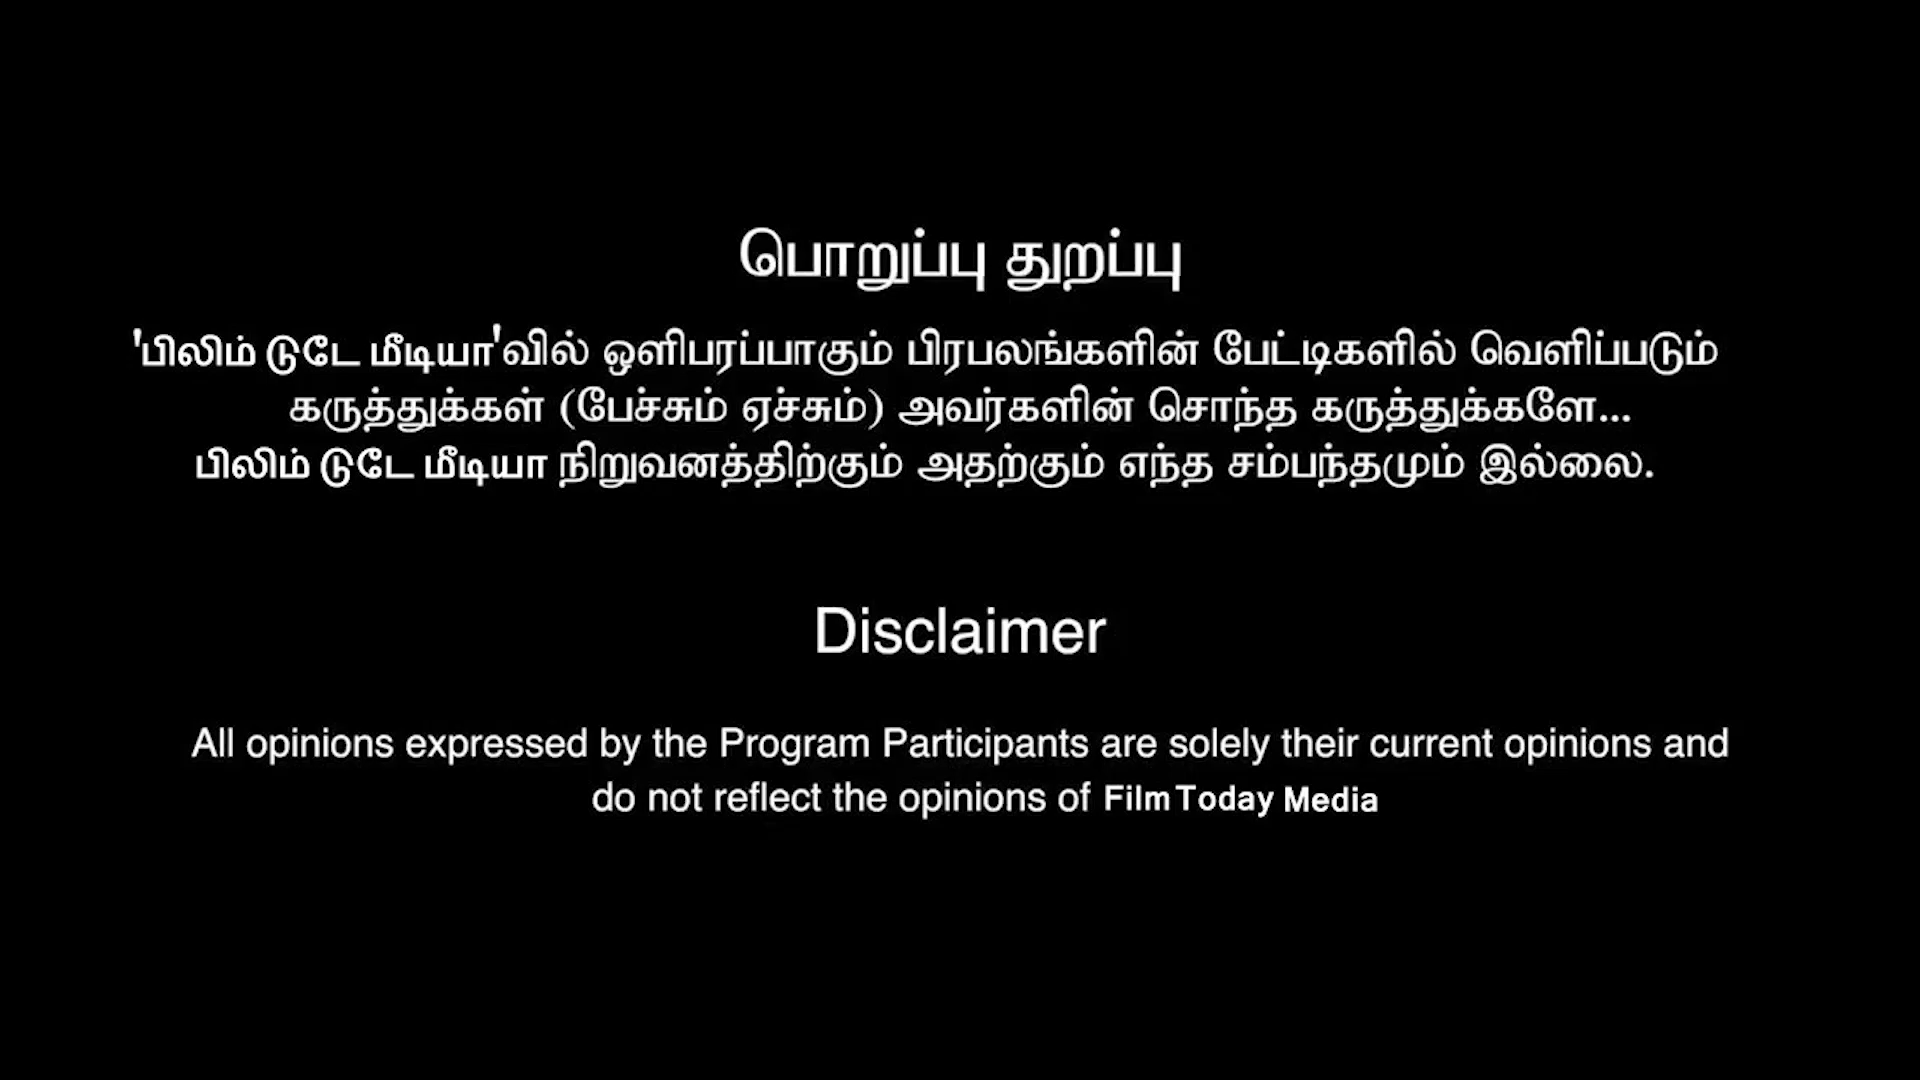 பொறுப்பு துறப்பு
'பிலிம் டுடே மீடியா'வில் ஒளிபரப்பாகும் பிரபலங்களின் பேட்டிகளில் வெளிப்படும்
கருத்துக்கள் (பேச்சும் ஏச்சும்) அவர்களின் சொந்த கருத்துக்களே...
பிலிம் டுடே மீடியா நிறுவனத்திற்கும் அதற்கும் எந்த சம்பந்தமும் இல்லை.
Disclaimer
All opinions expressed by the Program Participants are solely their current opinions and
do not reflect the opinions of Film Today Media